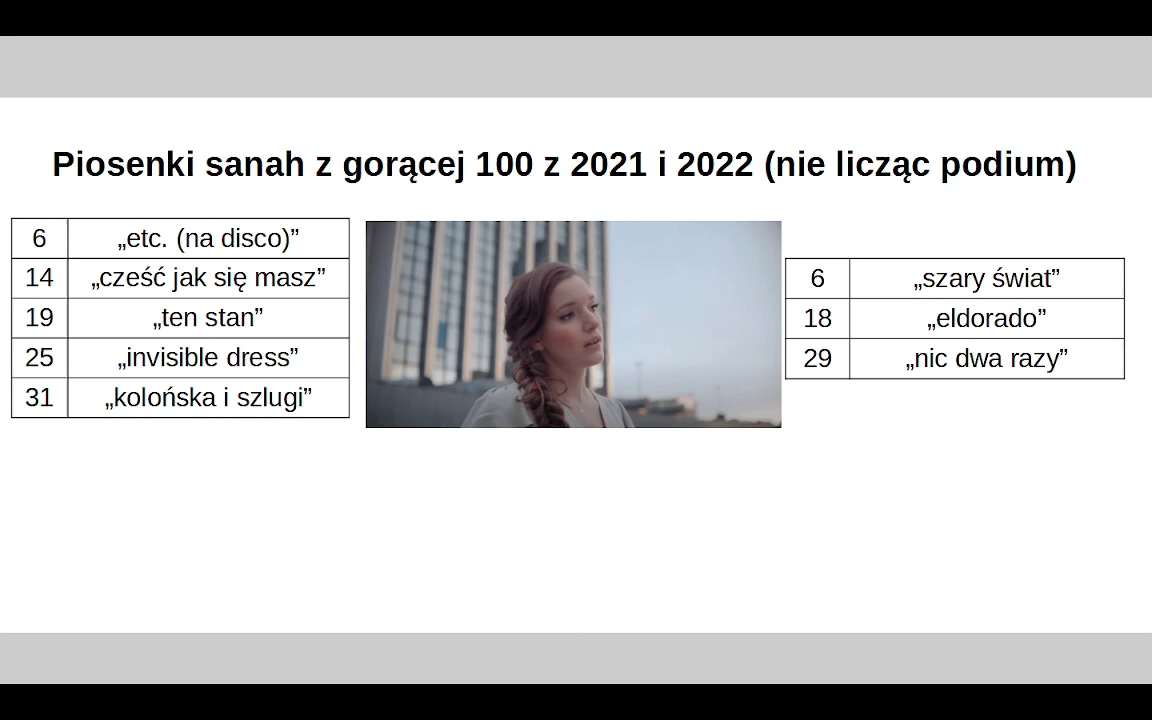 Piosenki sanah z gorącej 100 z 2021 i 2022 (nie licząc podium)
6 „etc. (na disco)”
14 „cześć jak się masz”
19 „ten stan”
25 „invisible dress”
31 „kolońska i szlugi”
6 „szary świat”
18 „eldorado”
29 „nic dwa razy”